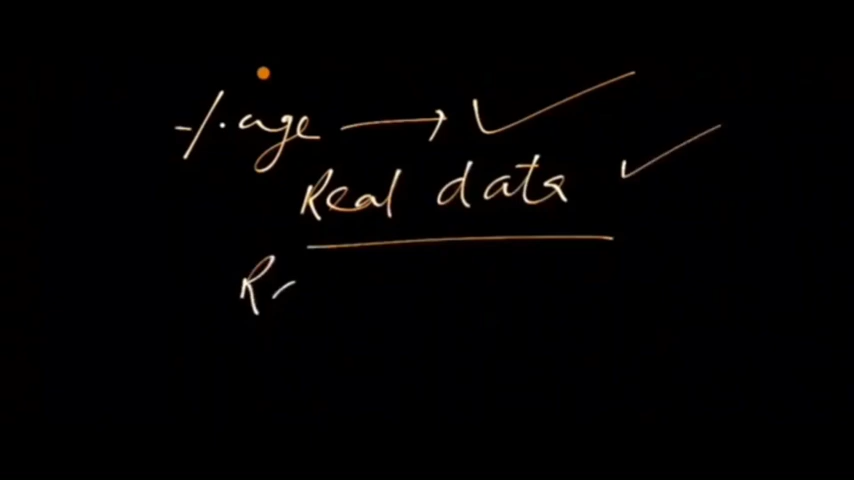 %age → ✓
Real data ✓
R